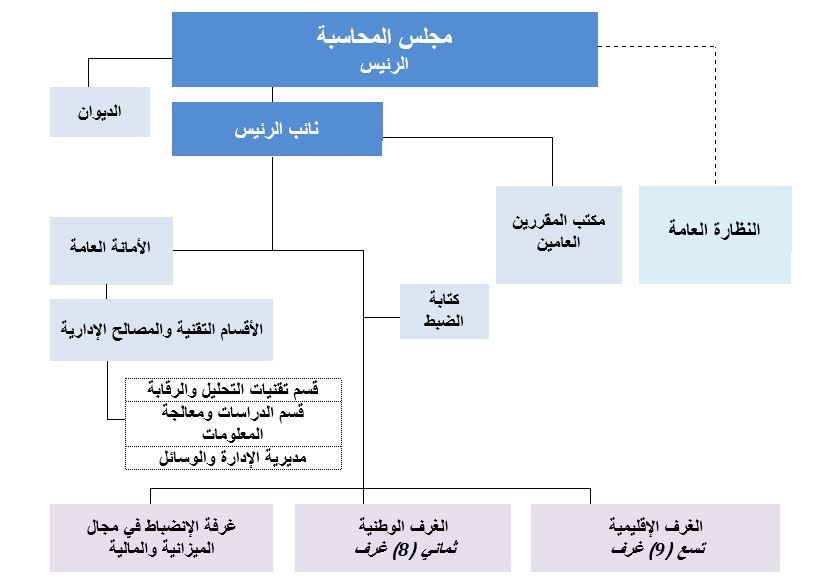 مجلس المحاسبة
الرئيس
الديوان
نائب الرئيس
مكتب المقررين
العامين
النظارة العامة
الأمانة العامة
كتابة
الضبط
الأقسام التقنية والمصالح الإدارية
قسم تقنيات التحليل والرقابة
قسم الدراسات ومعالجة
المعلومات
مديرية الإدارة والوسائل
الغرف الإقليمية
تسع (9) غرف
الغرف الوطنية
ثماني (8) غرف
غرفة الإنضباط في مجال
الميزانية والمالية